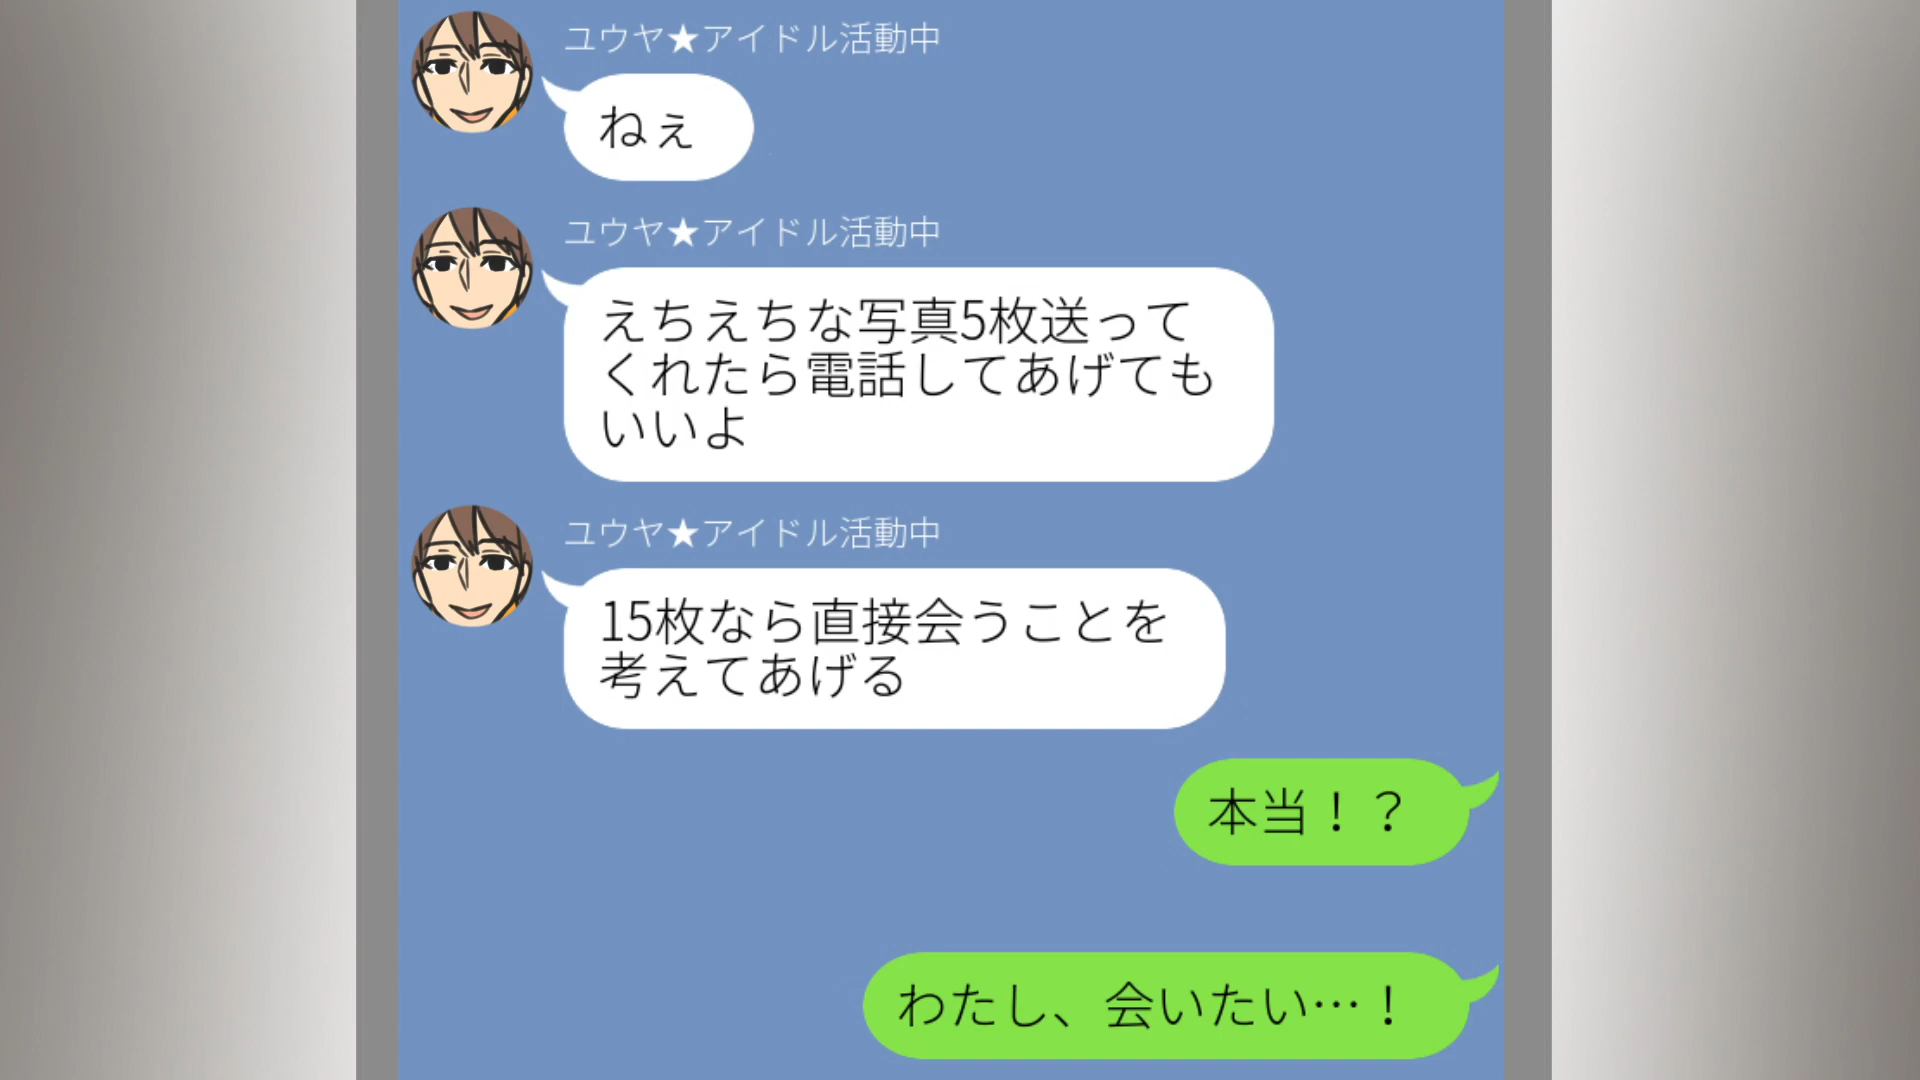 ユウヤ★アイドル活動中
ねぇ
ユウヤ★アイドル活動中
えちえちな写真5枚送って
くれたら電話してあげても
いいよ
ユウヤ★アイドル活動中
15枚なら直接会うことを
考えてあげる
本当！？
わたし、会いたい…！